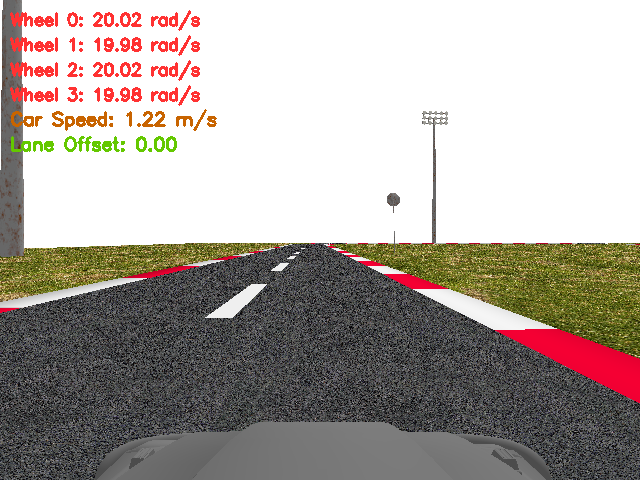 Wheel 0: 20.02 rad/s
Wheel 1: 19.98 rad/s
Wheel 2: 20.02 rad/s
Wheel 3: 19.98 rad/s
Car Speed: 1.22 m/s
Lane Offset: 0.00